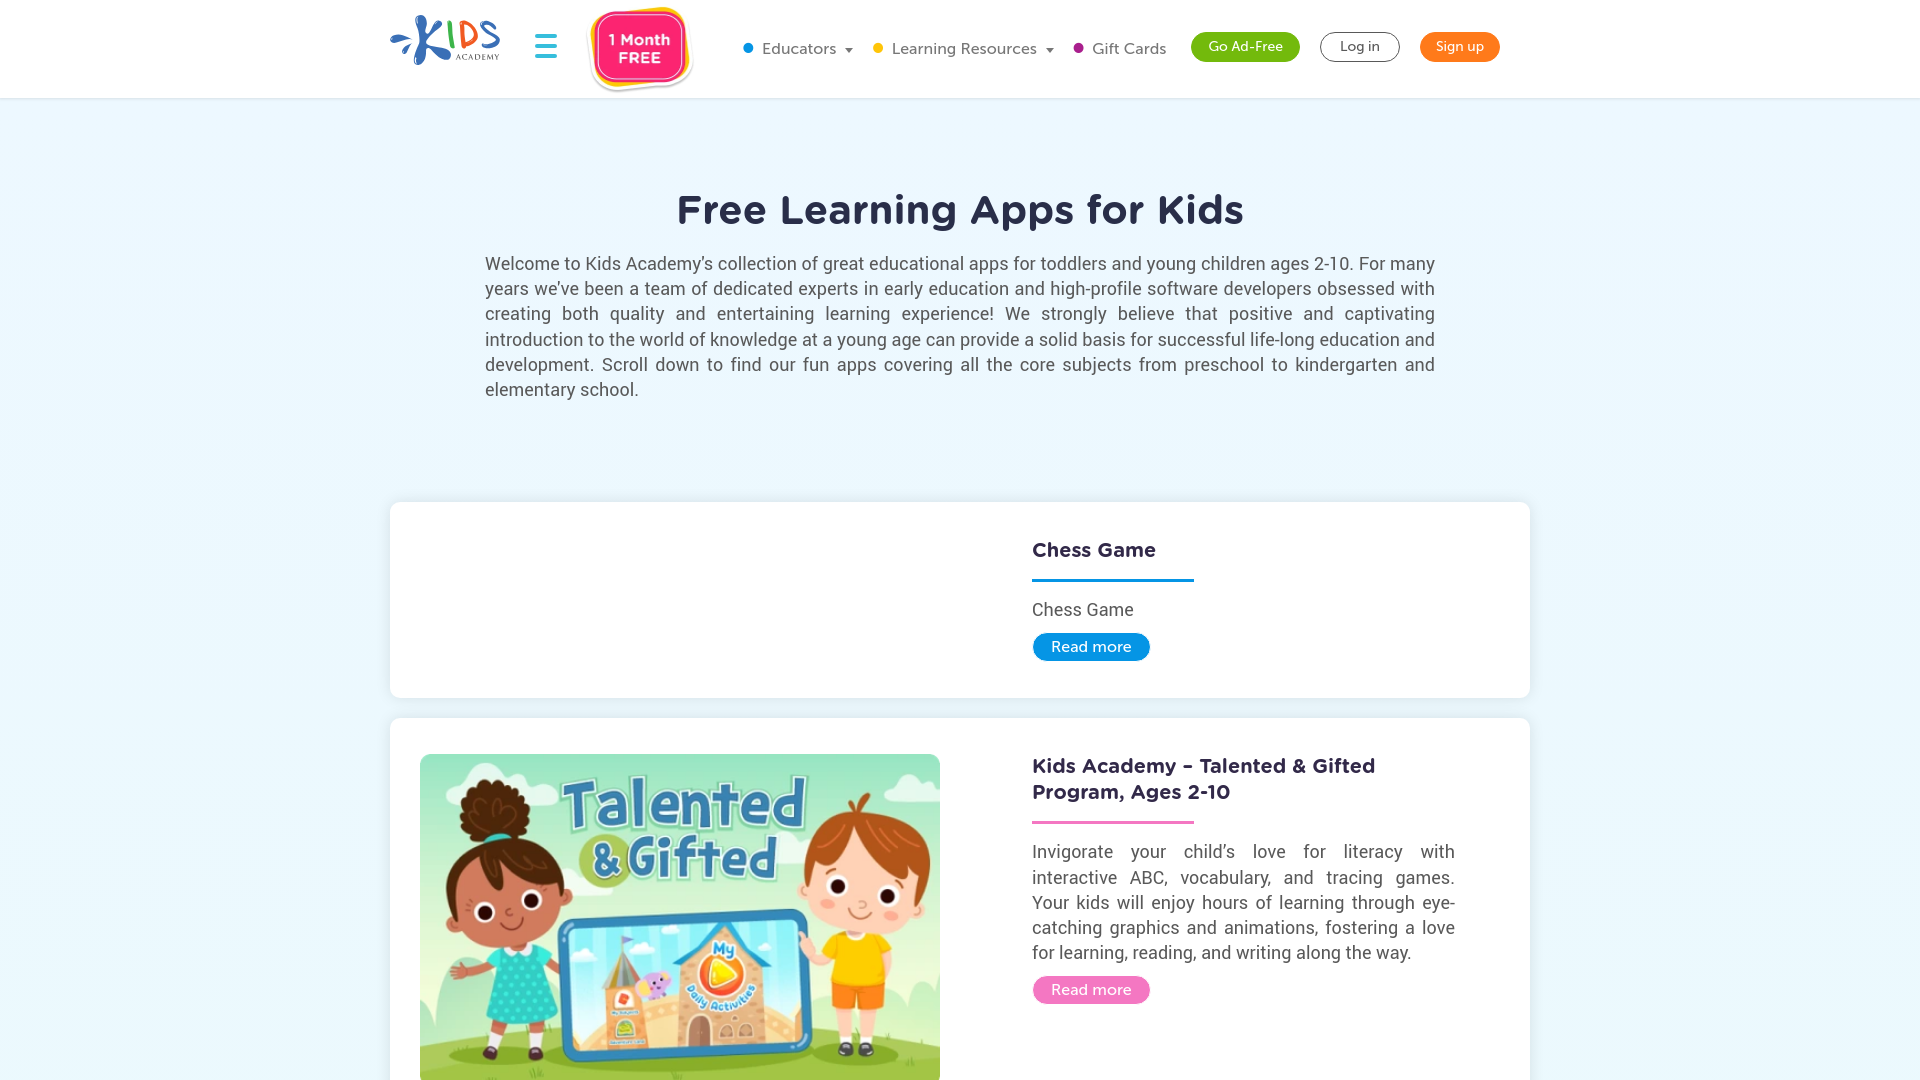 KIDS
ACADEMY
1 Month
FREE
Educators
Learning Resources
Gift Cards
Go Ad-Free
Log in
Sign up
Free Learning Apps for Kids
Welcome to Kids Academy's collection of great educational apps for toddlers and young children ages 2-10. For many
years we've been a team of dedicated experts in early education and high-profile software developers obsessed with
creating both quality and entertaining learning experience! We strongly believe that positive and captivating
introduction to the world of knowledge at a young age can provide a solid basis for successful life-long education and
development. Scroll down to find our fun apps covering all the core subjects from preschool to kindergarten and
elementary school.
Chess Game
Chess Game
Read more
Talented
& Gifted
My
Daily Activities
Kids Academy – Talented & Gifted
Program, Ages 2-10
Invigorate your child’s love for literacy with
interactive ABC, vocabulary, and tracing games.
Your kids will enjoy hours of learning through eye-
catching graphics and animations, fostering a love
for learning, reading, and writing along the way.
Read more